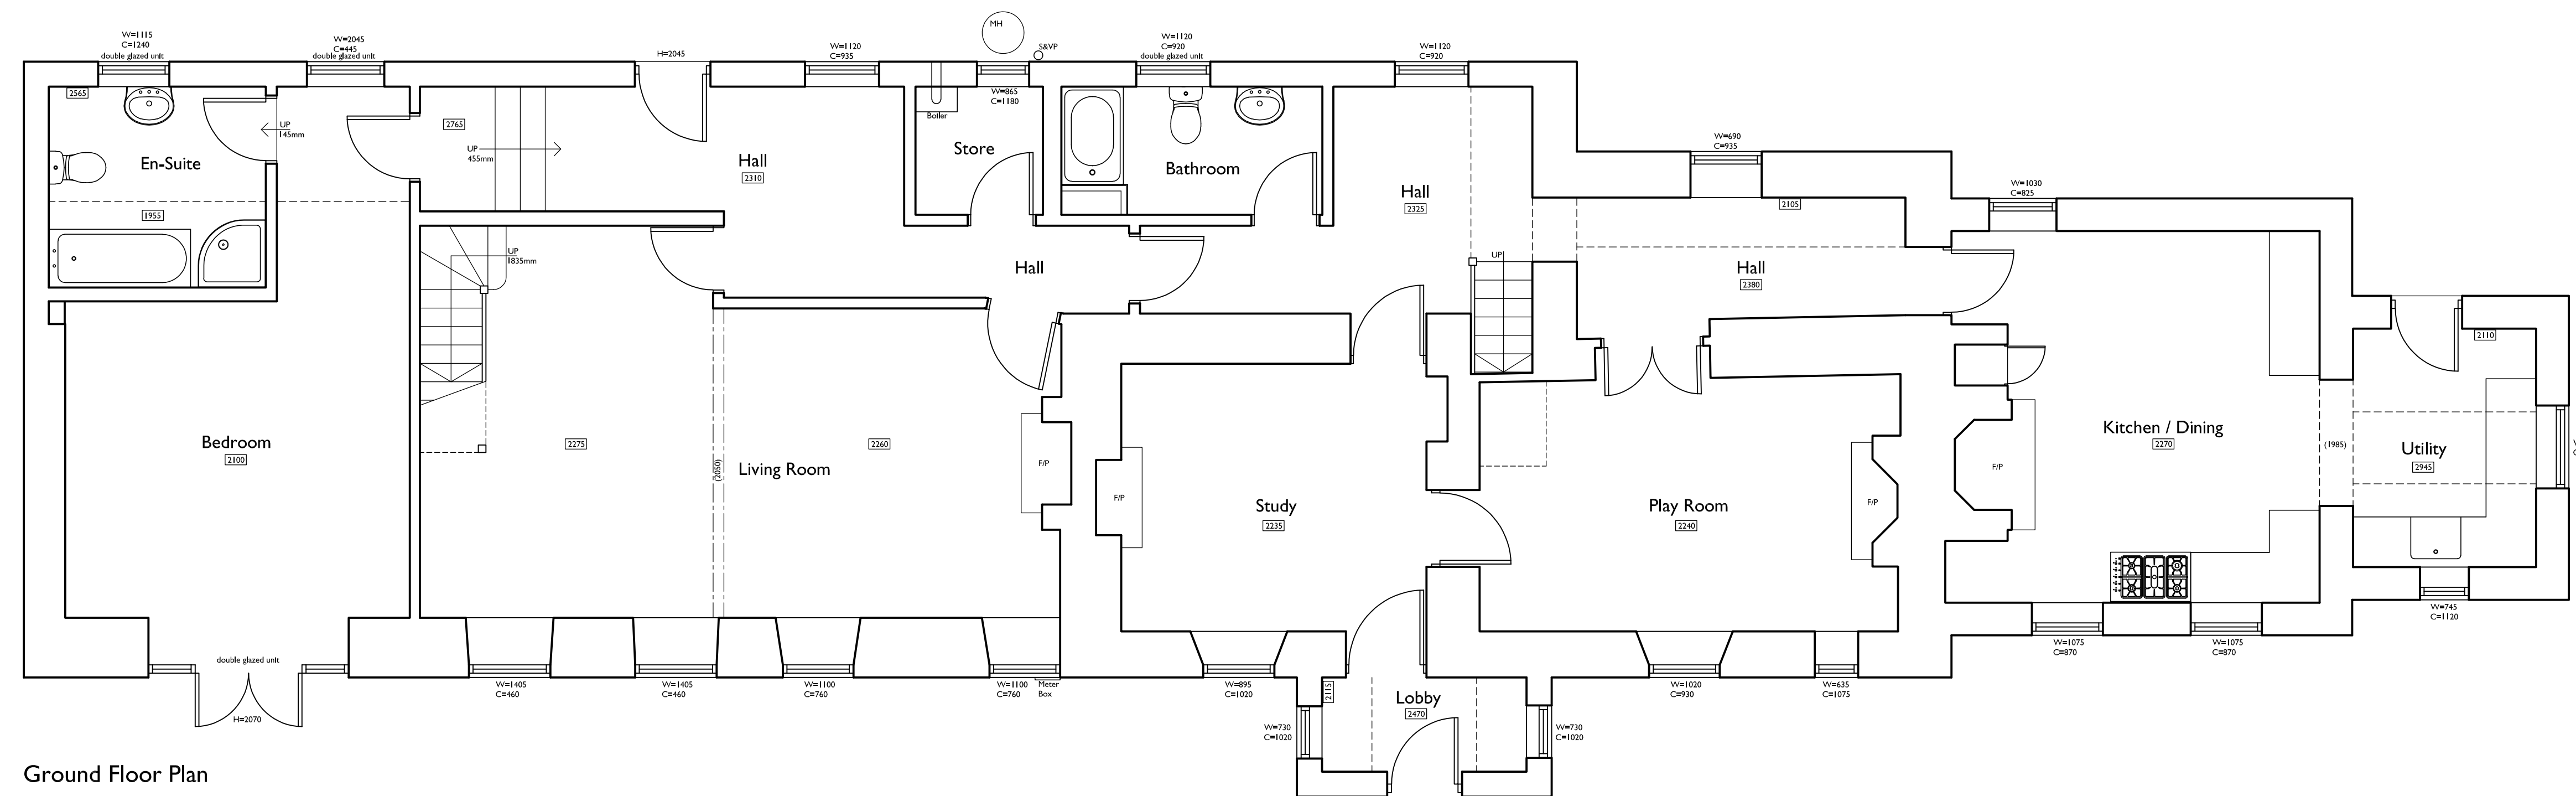 W=1115
C=1240
double glazed unit
W=2045
C=445
double glazed unit
H=2045
W=1120
C=935
MH
S&VP
W=1120
C=920
double glazed unit
W=1120
C=920
W=690
C=935
W=1030
C=825
2565
UP
145mm
En-Suite
1955
2765
UP
455mm
Hall
2310
Boiler
W=865
C=1180
Store
Bathroom
Hall
2325
2105
UP
1835mm
Hall
UP
Hall
2380
2110
Bedroom
2100
2275
(2050)
Living Room
2260
F/P
F/P
Study
2235
Play Room
2240
F/P
F/P
Kitchen / Dining
2270
(1985)
Utility
2945
double glazed unit
H=2070
W=1405
C=460
W=1405
C=460
W=1100
C=760
W=1100
C=760
Meter
Box
W=895
C=1020
2115
Lobby
2470
W=730
C=1020
W=730
C=1020
W=1020
C=930
W=635
C=1075
W=1075
C=870
W=1075
C=870
W=745
C=1120
Ground Floor Plan